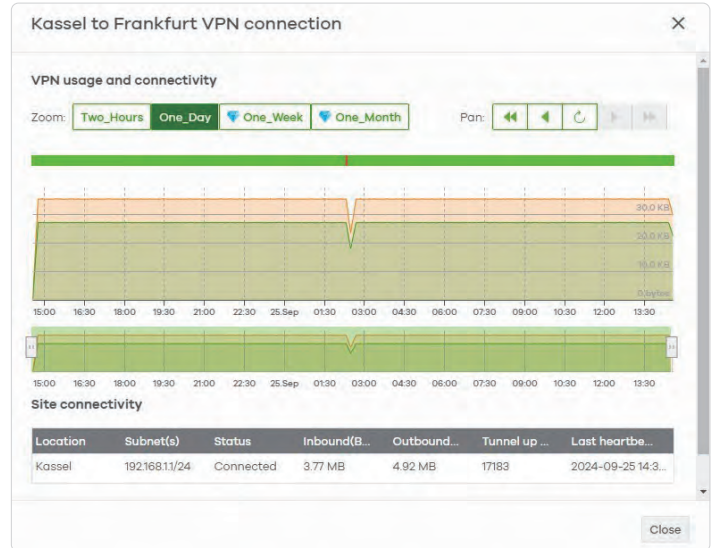 Kassel to Frankfurt VPN connection
VPN usage and connectivity
Zoom: Two_Hours One_Day One_Week One_Month Pan:
30.0 KB
20.0 KB
10.0 KB
0 bytes
15:00 16:30 18:00 19:30 21:00 22:30 25.Sep 01:30 03:00 04:30 06:00 07:30 09:00 10:30 12:00 13:30
15:00 16:30 18:00 19:30 21:00 22:30 25.Sep 01:30 03:00 04:30 06:00 07:30 09:00 10:30 12:00 13:30
Site connectivity
Location Subnet(s) Status Inbound(B... Outbound... Tunnel up ... Last heartbe...
Kassel 192.168.1.1/24 Connected 3.77 MB 4.92 MB 17183 2024-09-25 14:3...
Close